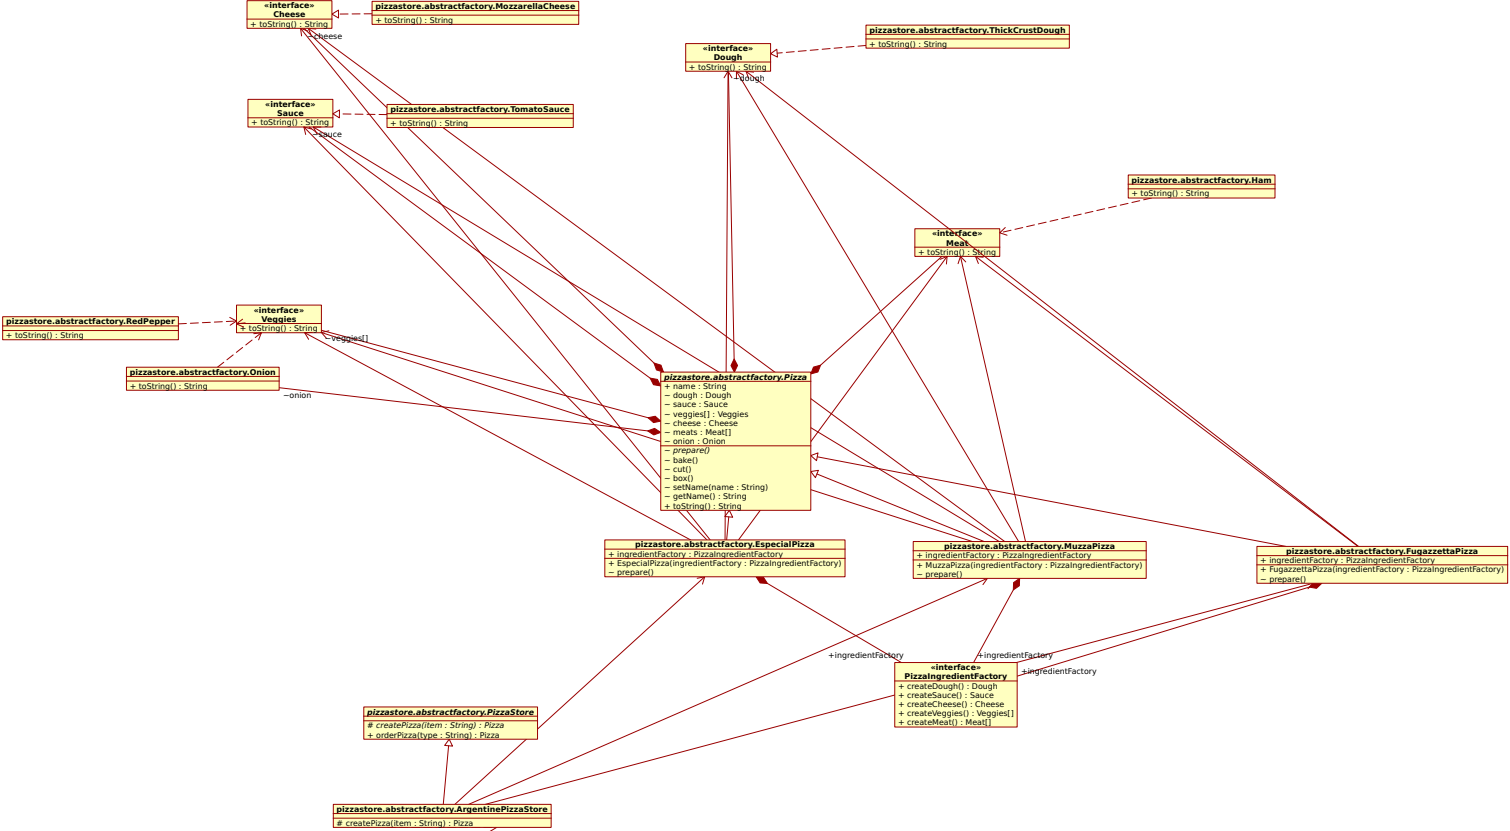 «interface»
Cheese
+ toString() : String
pizzastore.abstractfactory.MozzarellaCheese
+ toString() : String
−cheese
«interface»
Dough
+ toString() : String
pizzastore.abstractfactory.ThickCrustDough
+ toString() : String
−dough
«interface»
Sauce
+ toString() : String
pizzastore.abstractfactory.TomatoSauce
+ toString() : String
−sauce
pizzastore.abstractfactory.Ham
+ toString() : String
«interface»
Meat
+ toString() : String
pizzastore.abstractfactory.RedPepper
+ toString() : String
«interface»
Veggies
+ toString() : String
−veggies[]
pizzastore.abstractfactory.Onion
+ toString() : String
−onion
pizzastore.abstractfactory.Pizza
+ name : String
− dough : Dough
− sauce : Sauce
− veggies[] : Veggies
− cheese : Cheese
− meats : Meat[]
− onion : Onion
− prepare()
− bake()
− cut()
− box()
− setName(name : String)
− getName() : String
+ toString() : String
pizzastore.abstractfactory.EspecialPizza
+ ingredientFactory : PizzaIngredientFactory
+ EspecialPizza(ingredientFactory : PizzaIngredientFactory)
− prepare()
pizzastore.abstractfactory.MuzzaPizza
+ ingredientFactory : PizzaIngredientFactory
+ MuzzaPizza(ingredientFactory : PizzaIngredientFactory)
− prepare()
pizzastore.abstractfactory.FugazzettaPizza
+ ingredientFactory : PizzaIngredientFactory
+ FugazzettaPizza(ingredientFactory : PizzaIngredientFactory)
− prepare()
+ingredientFactory
+ingredientFactory
+ingredientFactory
«interface»
PizzaIngredientFactory
+ createDough() : Dough
+ createSauce() : Sauce
+ createCheese() : Cheese
+ createVeggies() : Veggies[]
+ createMeat() : Meat[]
pizzastore.abstractfactory.PizzaStore
# createPizza(item : String) : Pizza
+ orderPizza(type : String) : Pizza
pizzastore.abstractfactory.ArgentinePizzaStore
# createPizza(item : String) : Pizza